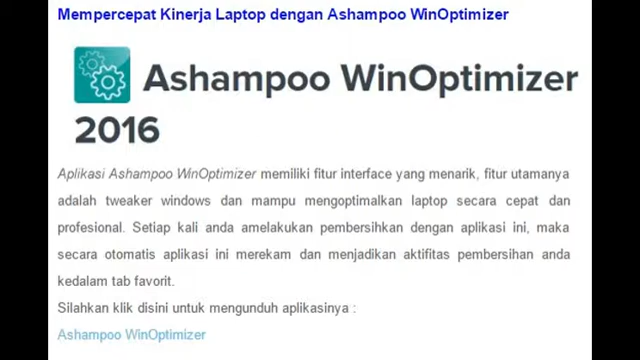 Mempercepat Kinerja Laptop dengan Ashampoo WinOptimizer
Ashampoo WinOptimizer
2016
Aplikasi Ashampoo WinOptimizer memiliki fitur interface yang menarik, fitur utamanya
adalah tweaker windows dan mampu mengoptimalkan laptop secara cepat dan
profesional. Setiap kali anda amelakukan pembersihkan dengan aplikasi ini, maka
secara otomatis aplikasi ini merekam dan menjadikan aktifitas pembersihan anda
kedalam tab favorit.
Silahkan klik disini untuk mengunduh aplikasinya :
Ashampoo WinOptimizer